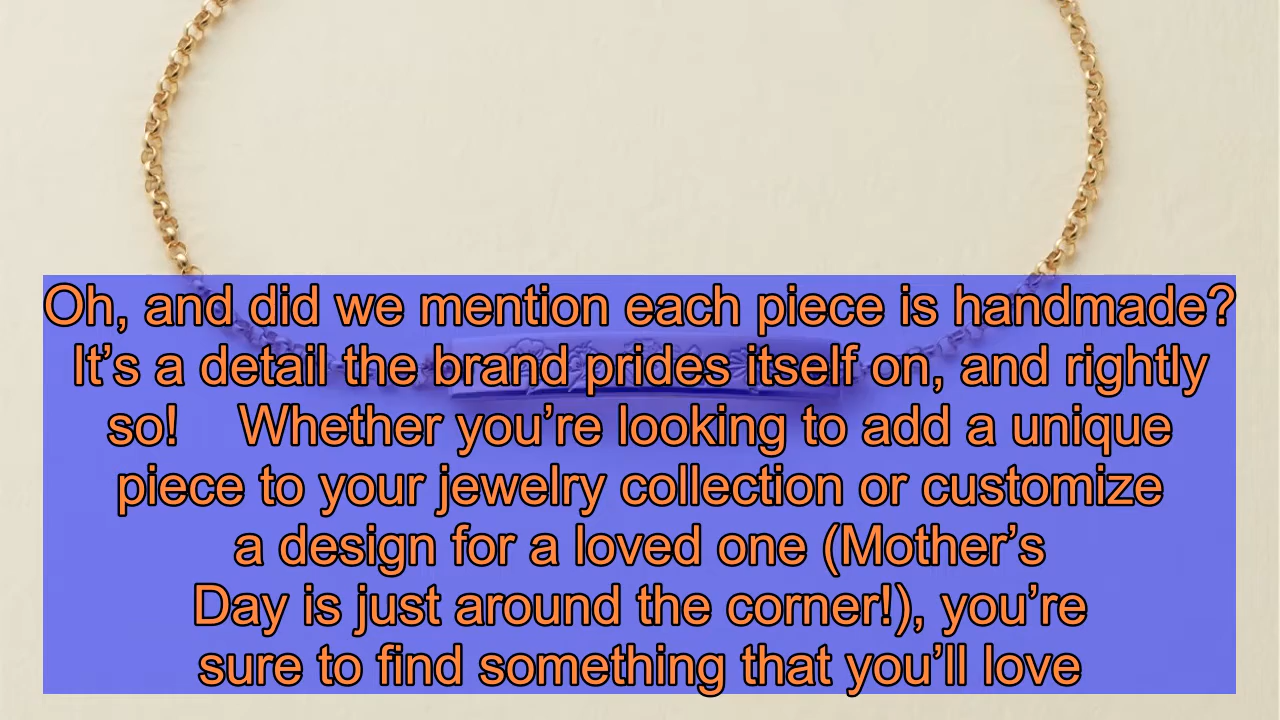 Oh, and did we mention each piece is handmade?
It’s a detail the brand prides itself on, and rightly
so!    Whether you’re looking to add a unique
piece to your jewelry collection or customize
a design for a loved one (Mother’s
Day is just around the corner!), you’re
sure to find something that you’ll love